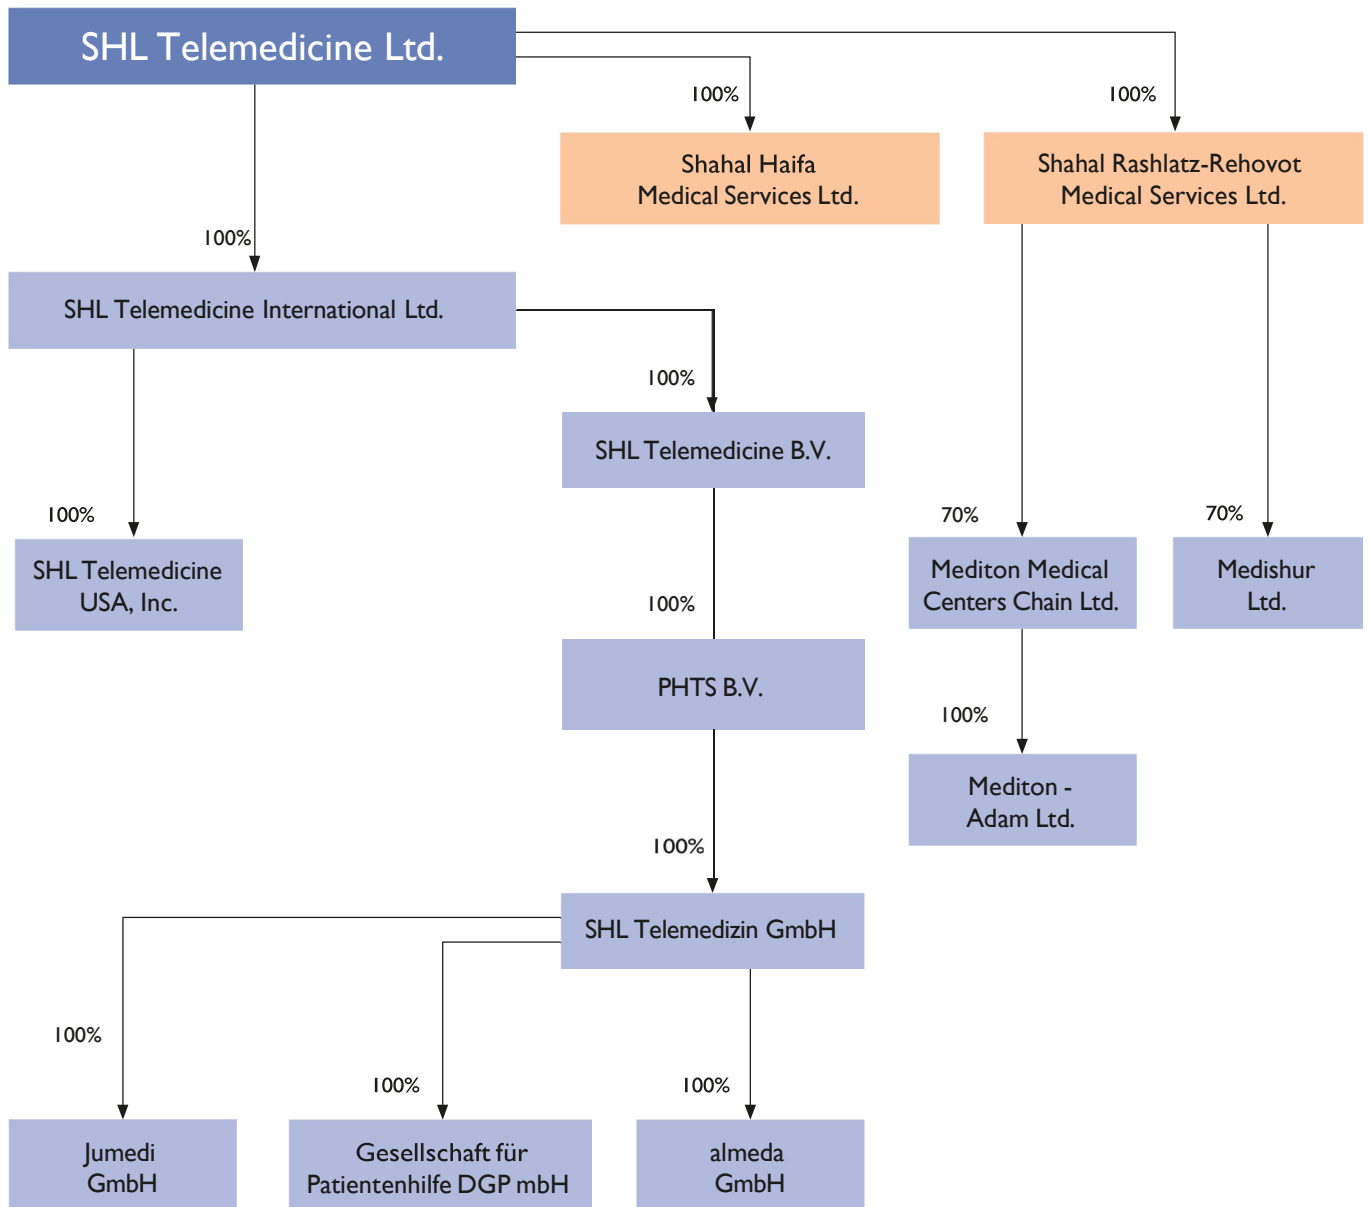 SHL Telemedicine Ltd.
100%
100%
Shahal Haifa
Medical Services Ltd.
Shahal Rashlatz-Rehovot
Medical Services Ltd.
100%
SHL Telemedicine International Ltd.
100%
SHL Telemedicine B.V.
100%
70%
70%
SHL Telemedicine
USA, Inc.
Mediton Medical
Centers Chain Ltd.
Medishur
Ltd.
100%
PHTS B.V.
100%
Mediton -
Adam Ltd.
100%
SHL Telemedizin GmbH
100%
100%
100%
Jumedi
GmbH
Gesellschaft für
Patientenhilfe DGP mbH
almeda
GmbH